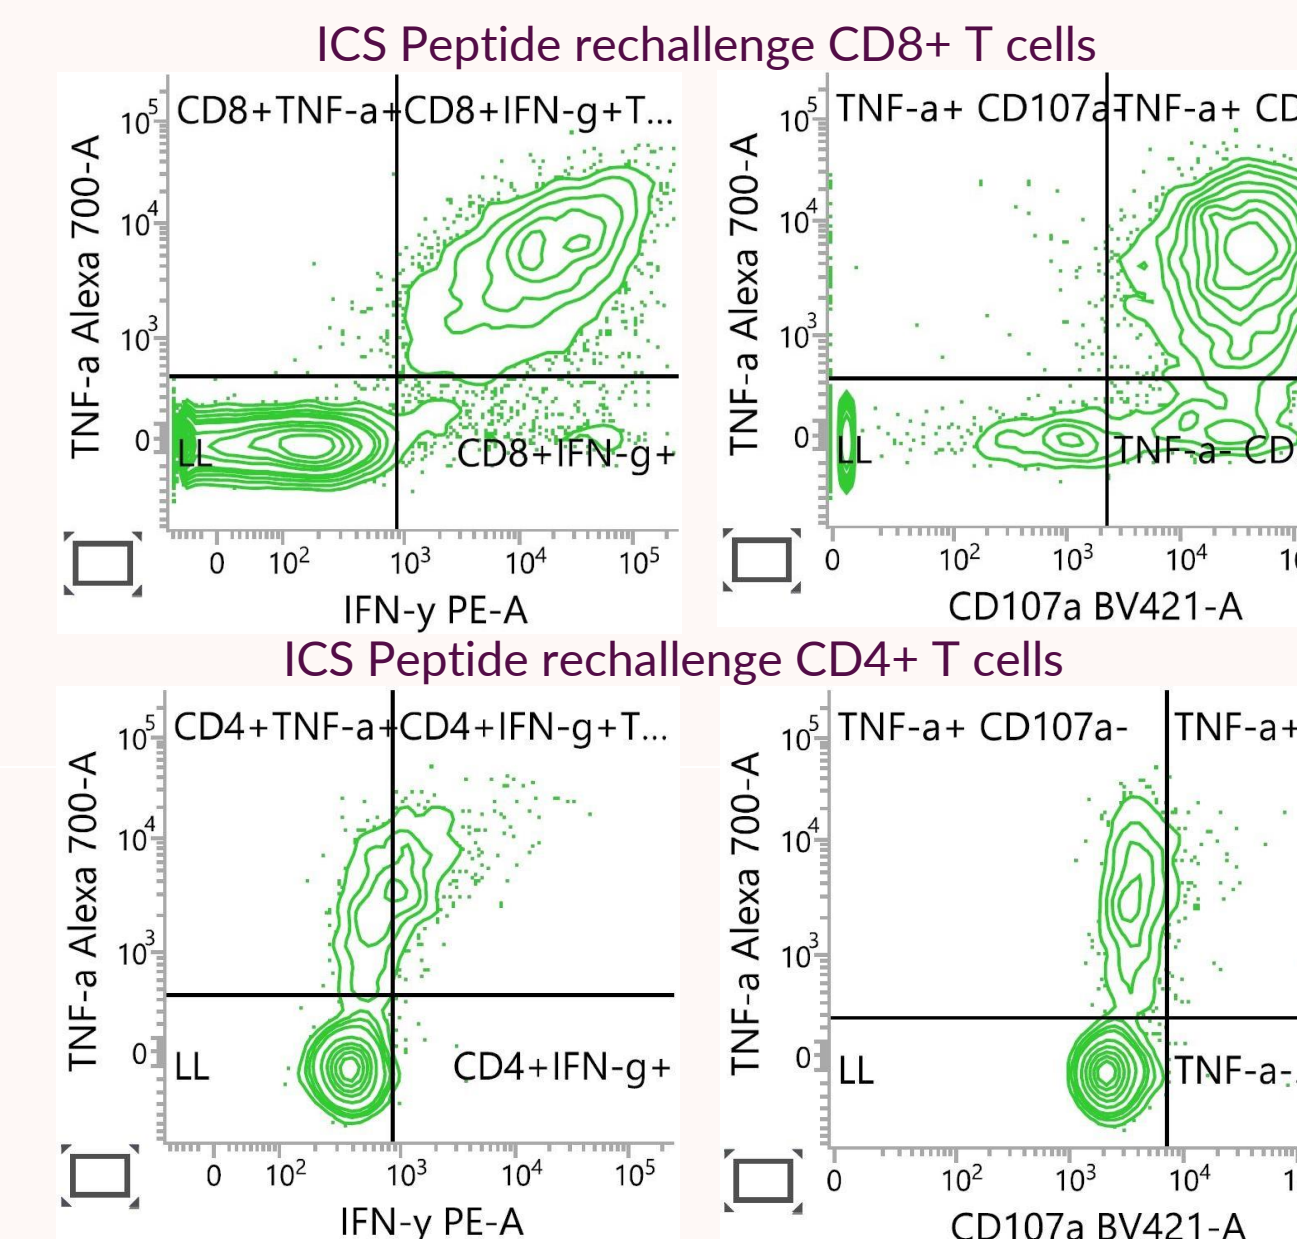 ICS Peptide rechallenge CD8+ T cells
CD8+TNF-a+ CD8+IFN-g+T...
10^5
10^4
10^3
0
TNF-a Alexa 700-A
LL CD8+IFN-g+
0 10^2 10^3 10^4 10^5
IFN-y PE-A
TNF-a+ CD107a- TNF-a+ CD
10^5
10^4
10^3
0
TNF-a Alexa 700-A
LL TNF-a- CD
0 10^2 10^3 10^4 10
CD107a BV421-A
ICS Peptide rechallenge CD4+ T cells
CD4+TNF-a+ CD4+IFN-g+T...
10^5
10^4
10^3
0
TNF-a Alexa 700-A
LL CD4+IFN-g+
0 10^2 10^3 10^4 10^5
IFN-y PE-A
TNF-a+ CD107a- TNF-a+
10^5
10^4
10^3
0
TNF-a Alexa 700-A
LL TNF-a-.
0 10^2 10^3 10^4 1
CD107a BV421-A